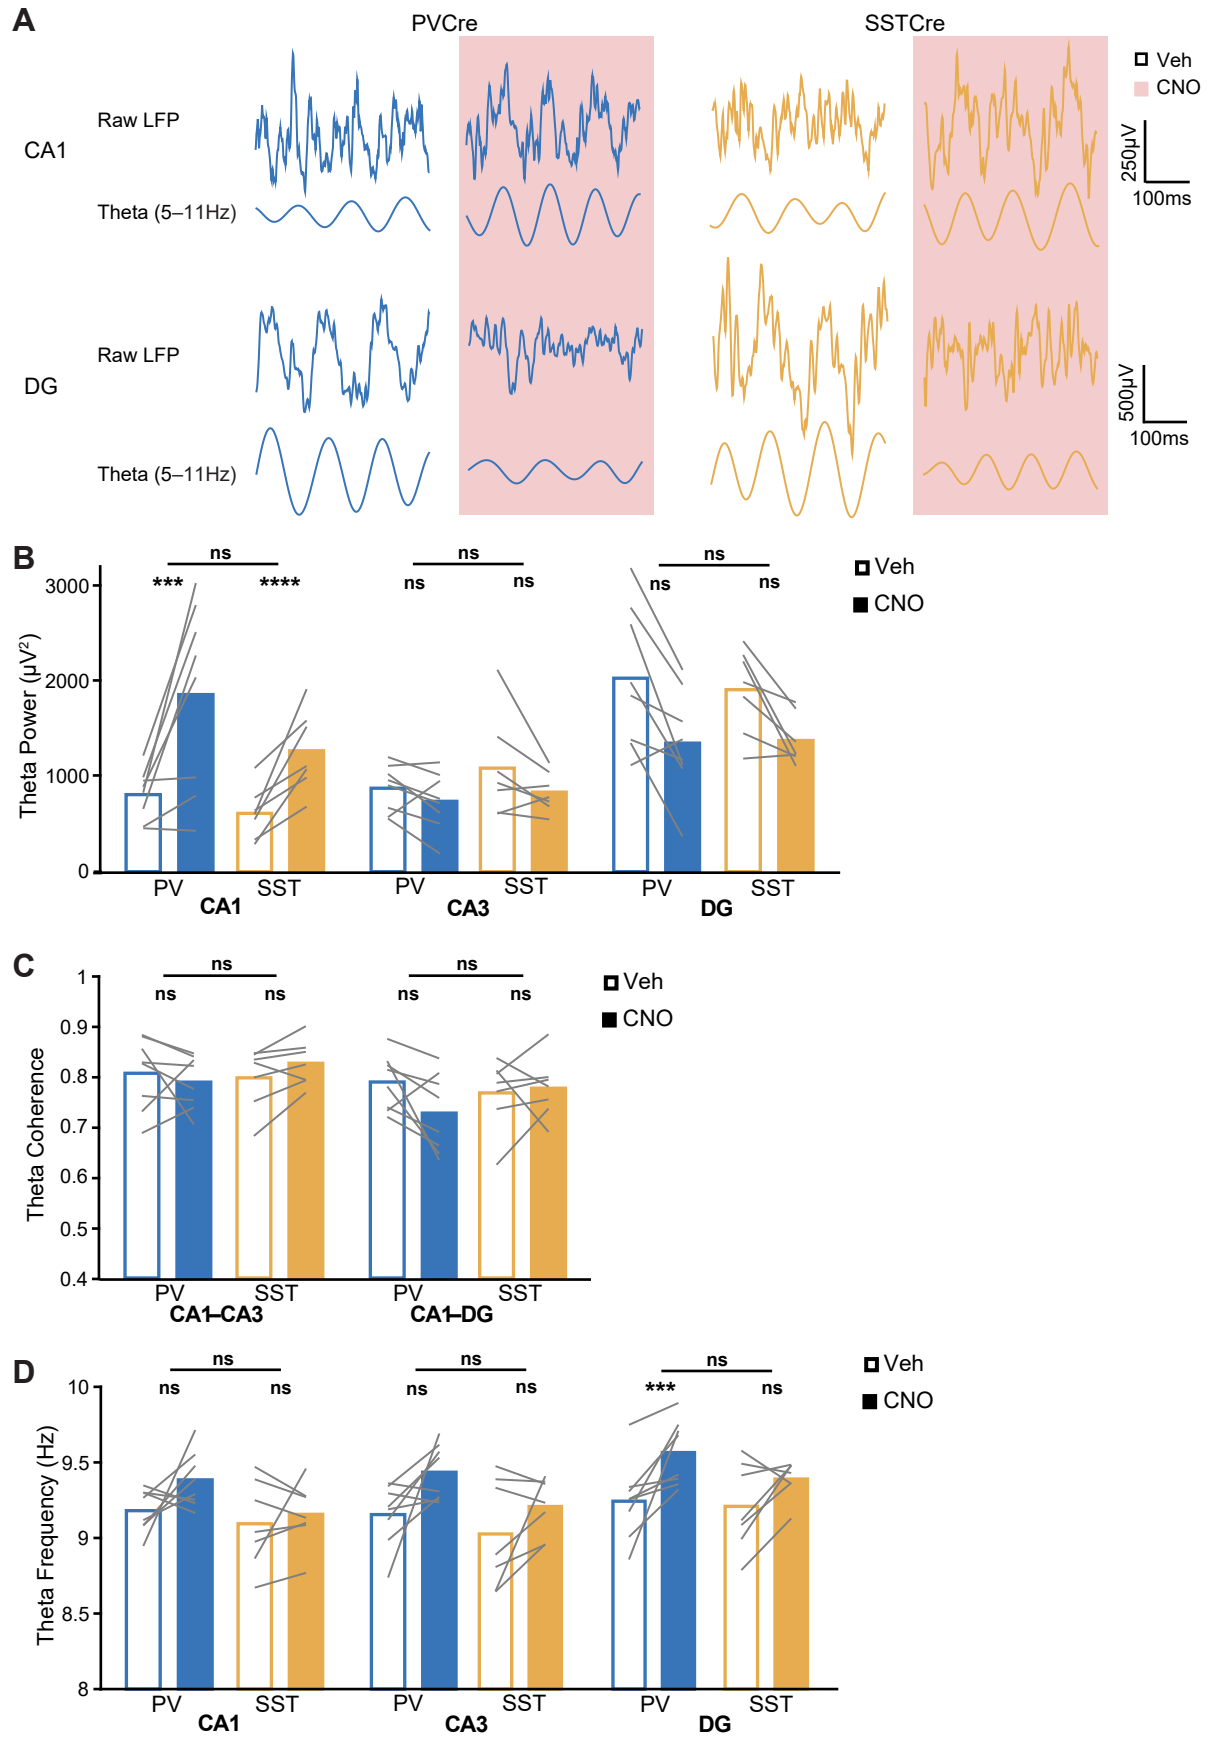 A
PVCre
SSTCre
Veh
CNO
Raw LFP
CA1
250µV
100ms
Theta (5–11Hz)
Raw LFP
DG
500µV
100ms
Theta (5–11Hz)
B
ns
ns
ns
*** **** ns ns ns ns
Veh
CNO
Theta Power (µV²)
3000
2000
1000
0
PV SST PV SST PV SST
CA1 CA3 DG
C
ns ns
ns ns ns ns
Veh
CNO
Theta Coherence
1
0.9
0.8
0.7
0.6
0.5
0.4
PV SST PV SST
CA1–CA3 CA1–DG
D
ns ns ns
ns ns ns ns *** ns
Veh
CNO
Theta Frequency (Hz)
10
9.5
9
8.5
8
PV SST PV SST PV SST
CA1 CA3 DG